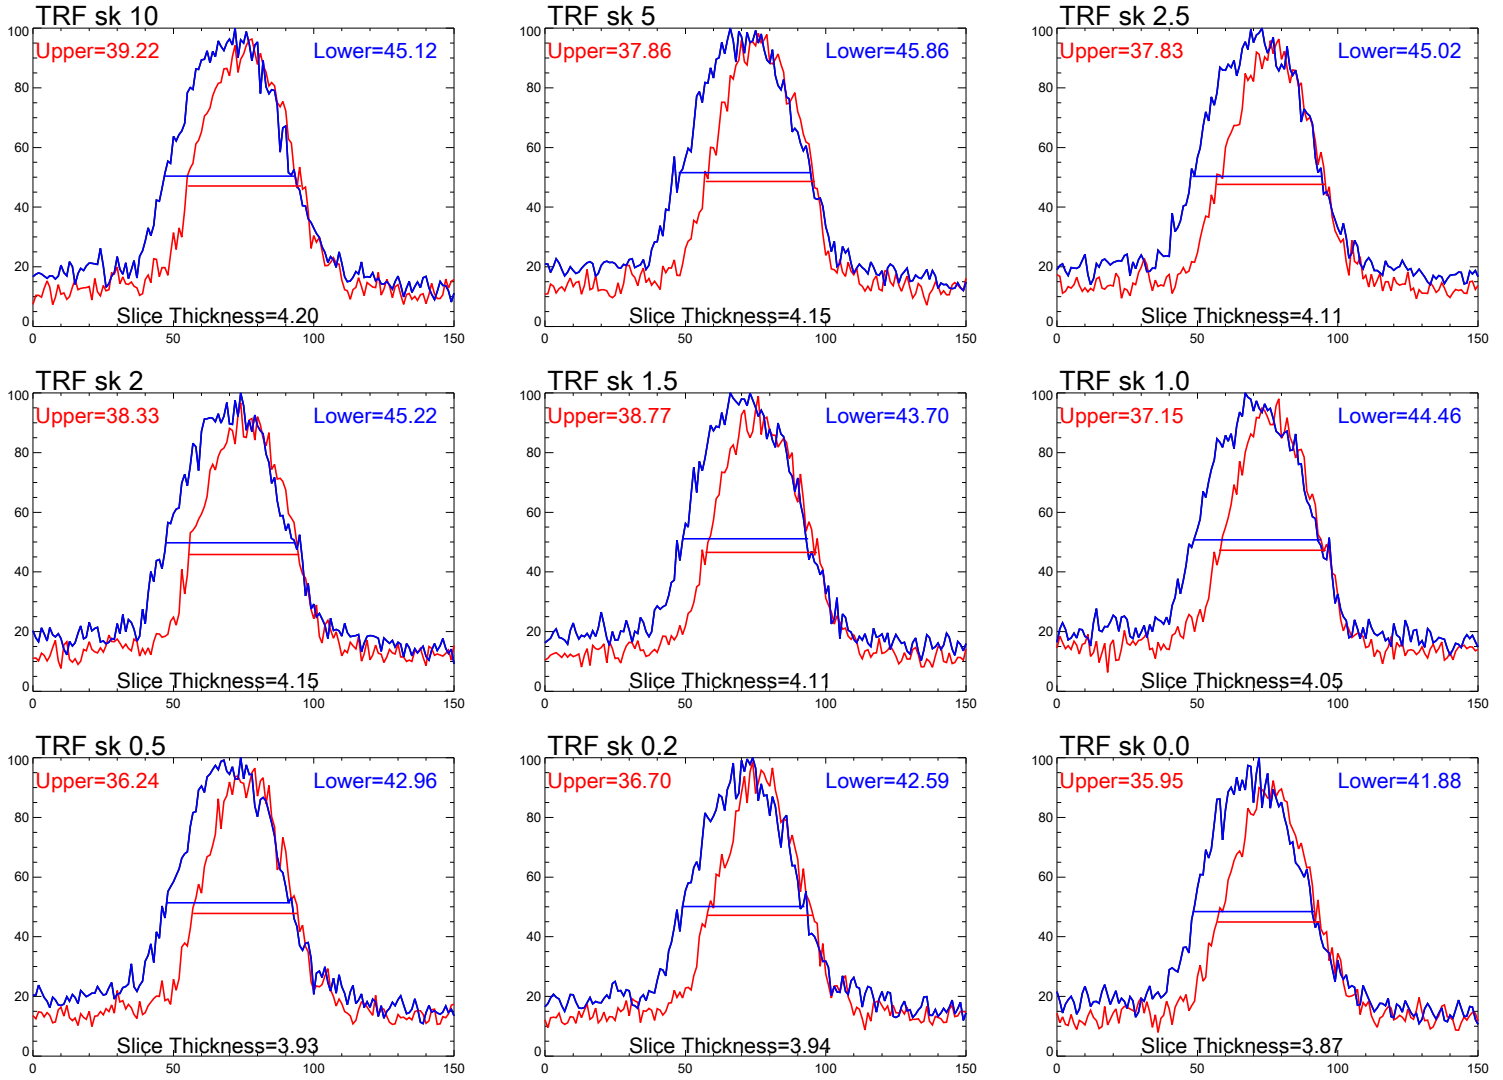 TRF sk 10
TRF sk 5
TRF sk 2.5
Upper=39.22
Lower=45.12
Upper=37.86
Lower=45.86
Upper=37.83
Lower=45.02
100
80
60
40
20
0
100
80
60
40
20
0
100
80
60
40
20
0
Slice Thickness=4.20
Slice Thickness=4.15
Slice Thickness=4.11
0 50 100 150
0 50 100 150
0 50 100 150
TRF sk 2
TRF sk 1.5
TRF sk 1.0
Upper=38.33
Lower=45.22
Upper=38.77
Lower=43.70
Upper=37.15
Lower=44.46
100
80
60
40
20
0
100
80
60
40
20
0
100
80
60
40
20
0
Slice Thickness=4.15
Slice Thickness=4.11
Slice Thickness=4.05
0 50 100 150
0 50 100 150
0 50 100 150
TRF sk 0.5
TRF sk 0.2
TRF sk 0.0
Upper=36.24
Lower=42.96
Upper=36.70
Lower=42.59
Upper=35.95
Lower=41.88
100
80
60
40
20
0
100
80
60
40
20
0
100
80
60
40
20
0
Slice Thickness=3.93
Slice Thickness=3.94
Slice Thickness=3.87
0 50 100 150
0 50 100 150
0 50 100 150